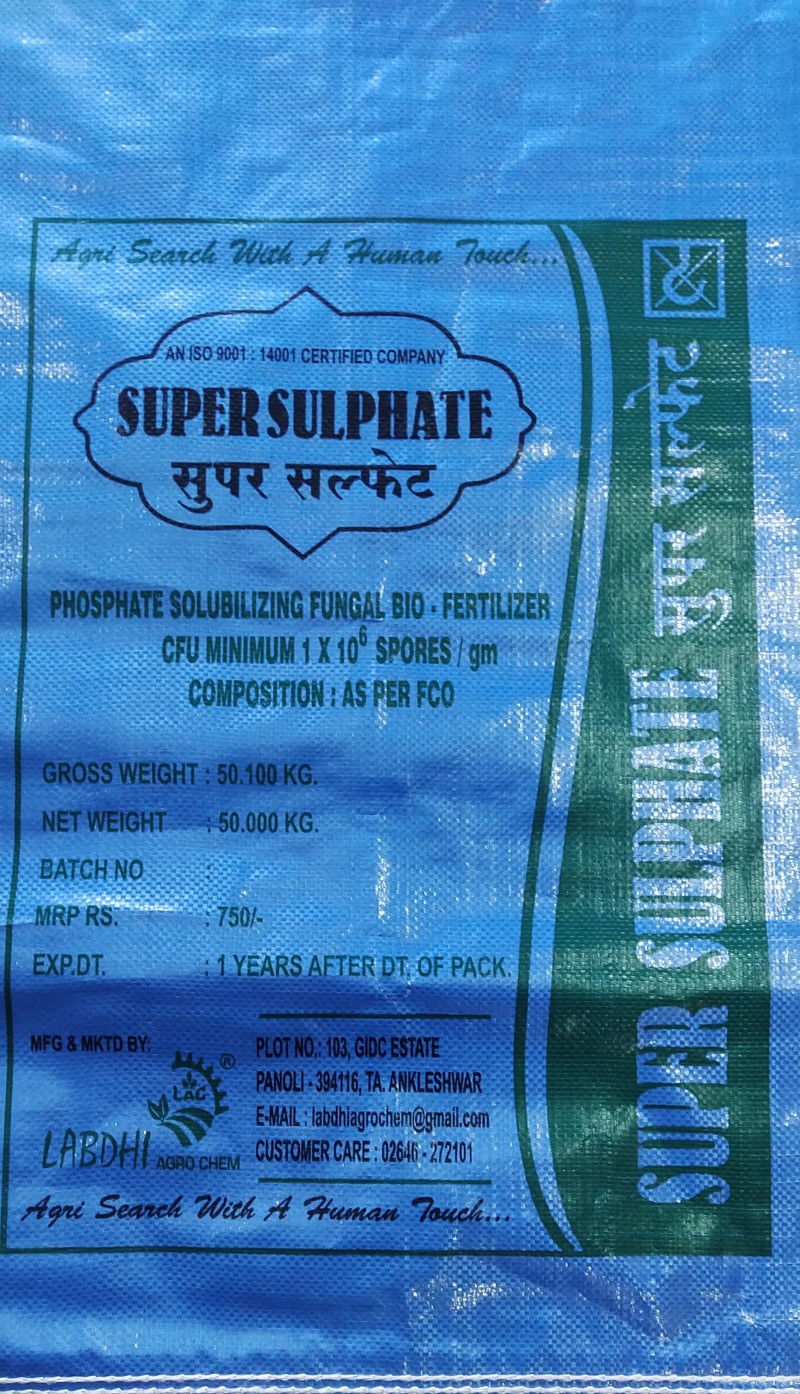 Agri Search With A Human Touch...
AN ISO 9001 : 14001 CERTIFIED COMPANY
SUPER SULPHATE
सुपर सल्फेट
PHOSPHATE SOLUBILIZING FUNGAL BIO - FERTILIZER
CFU MINIMUM 1 X 10⁶ SPORES / gm
COMPOSITION : AS PER FCO
GROSS WEIGHT : 50.100 KG.
NET WEIGHT : 50.000 KG.
BATCH NO :
MRP RS. : 750/-
EXP.DT. : 1 YEARS AFTER DT. OF PACK.
MFG & MKTD BY:
LAG ®
LABDHI AGRO CHEM
PLOT NO.: 103, GIDC ESTATE
PANOLI - 394116, TA. ANKLESHWAR
E-MAIL : labdhiagrochem@gmail.com
CUSTOMER CARE : 02646 - 272101
Agri Search With A Human Touch...
SUPER SULPHATE सुपर सल्फेट